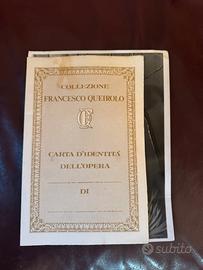 COLLEZIONE
FRANCESCO QUEIROLO
CARTA D'IDENTITÀ
DELL'OPERA
DI
subito